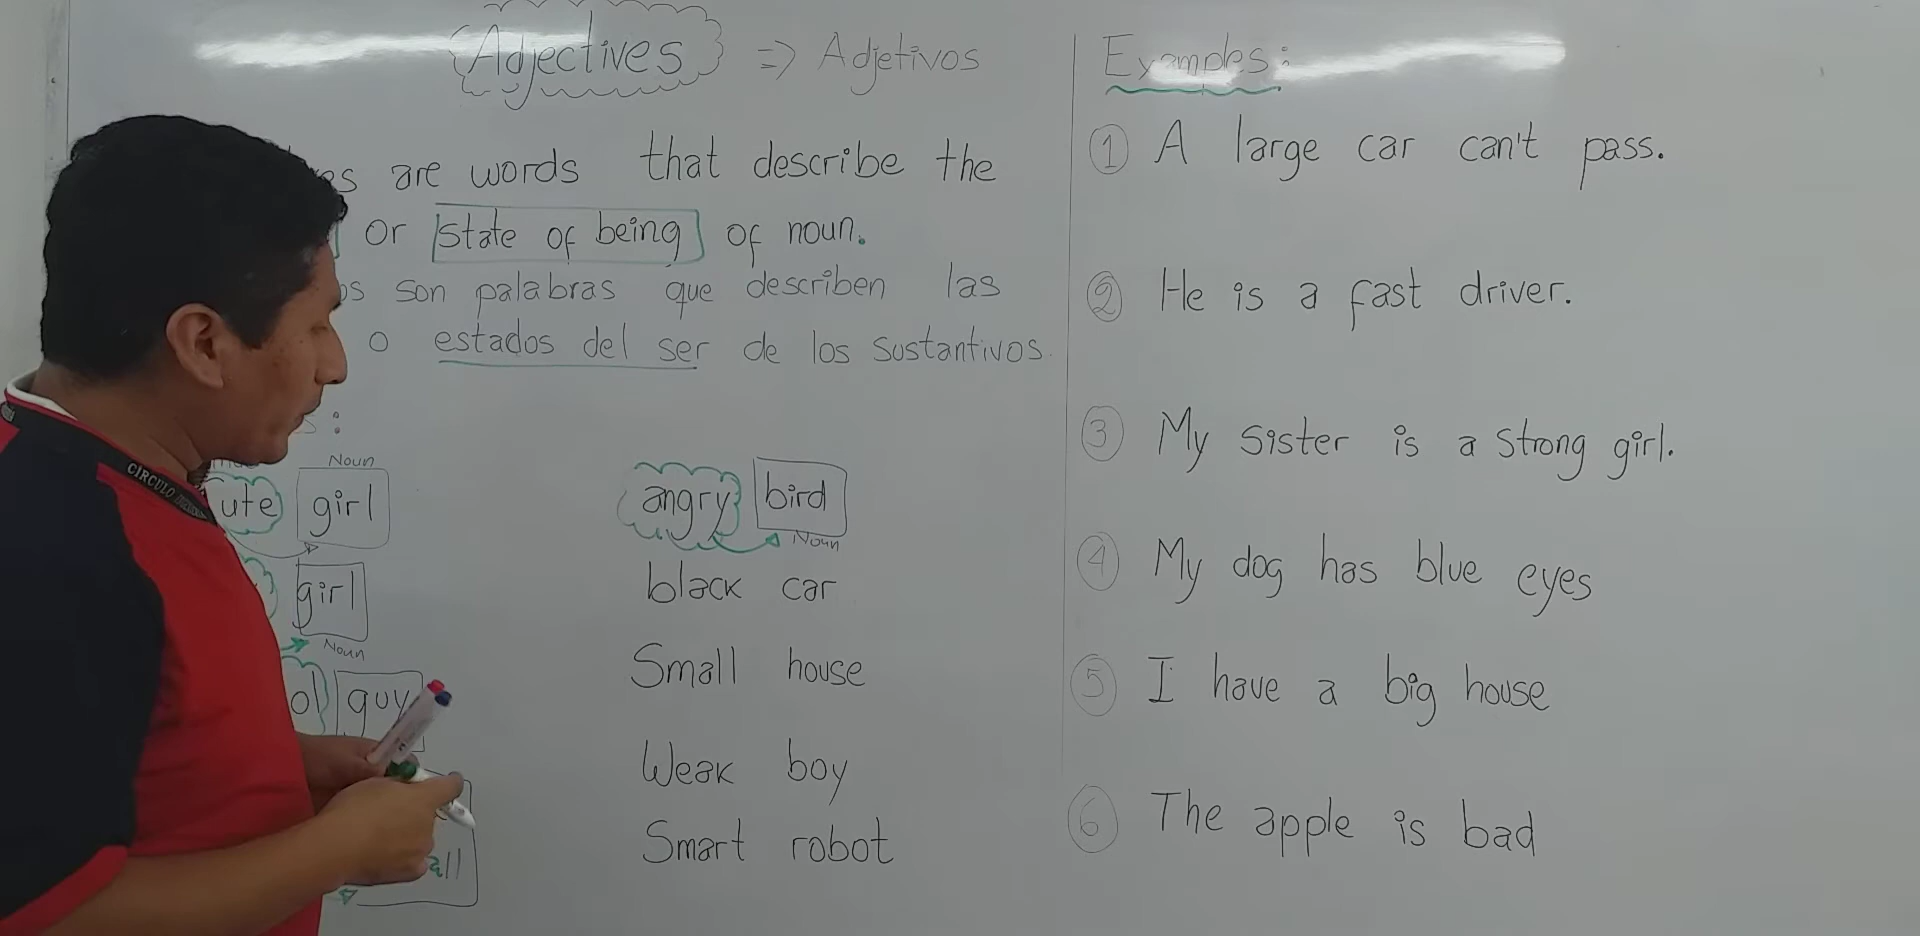 Adjectives => Adjetivos
are words that describe the
or state of being of noun.
son palabras que describen las
o estados del ser de los sustantivos.
Noun
girl
girl
Noun
guy
angry bird
Noun
black car
Small house
Weak boy
Smart robot
Examples:
① A large car can't pass.
② He is a fast driver.
③ My sister is a strong girl.
④ My dog has blue eyes
⑤ I have a big house
⑥ The apple is bad
CIRCULO